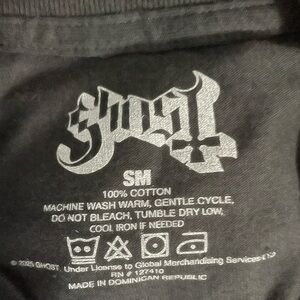 Ghost
SM
100% COTTON
MACHINE WASH WARM, GENTLE CYCLE,
DO NOT BLEACH, TUMBLE DRY LOW,
COOL IRON IF NEEDED
© 2025 GHOST. Under License to Global Merchandising Services LTD
RN # 127410
MADE IN DOMINICAN REPUBLIC